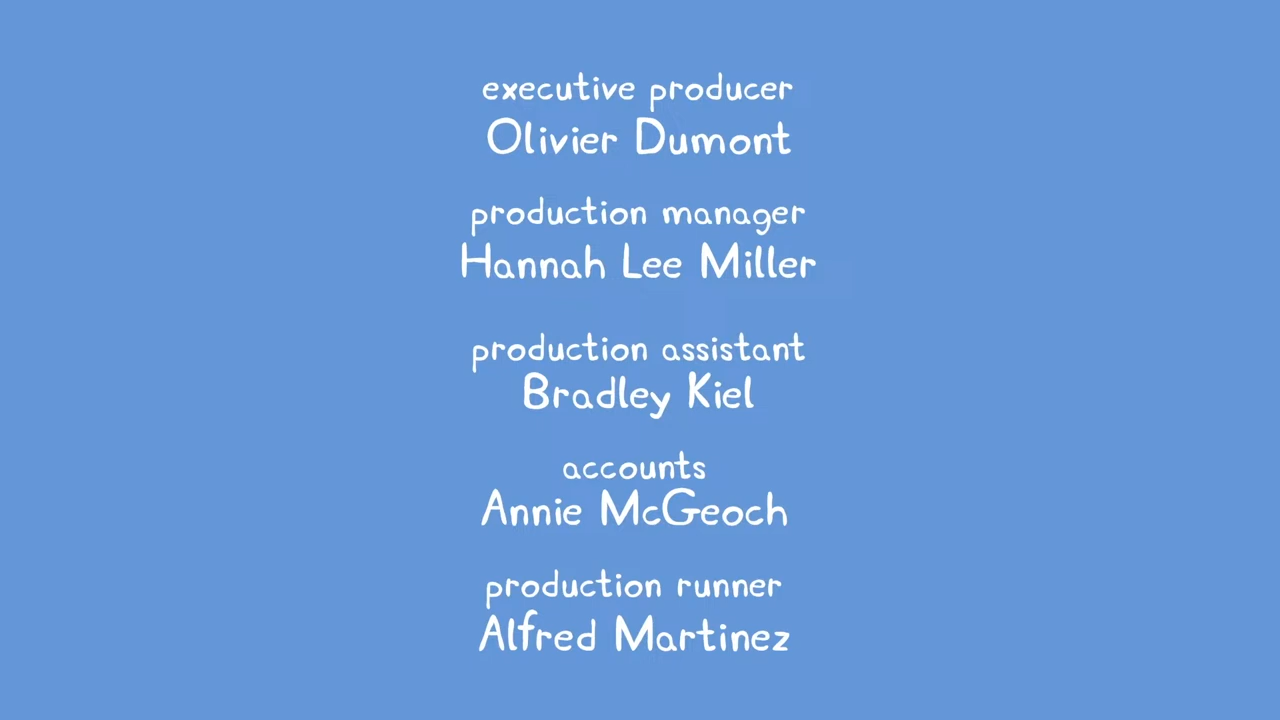 executive producer
Olivier Dumont
production manager
Hannah Lee Miller
production assistant
Bradley Kiel
accounts
Annie McGeoch
production runner
Alfred Martinez